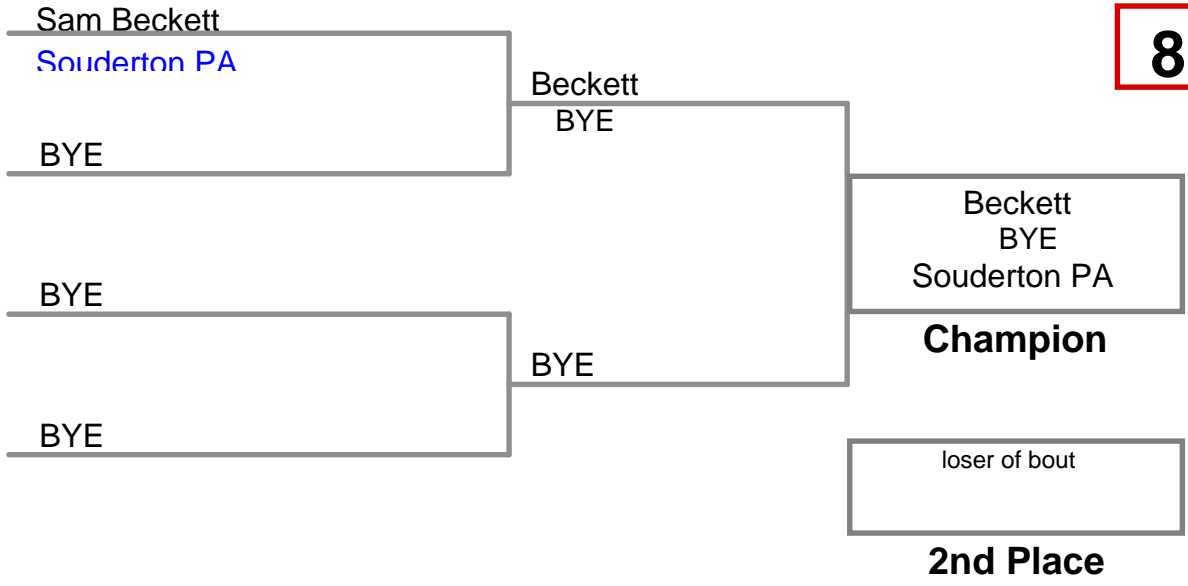 Sam Beckett
Souderton PA
8
Beckett
BYE
BYE
Beckett
BYE
Souderton PA
BYE
Champion
BYE
BYE
loser of bout
2nd Place